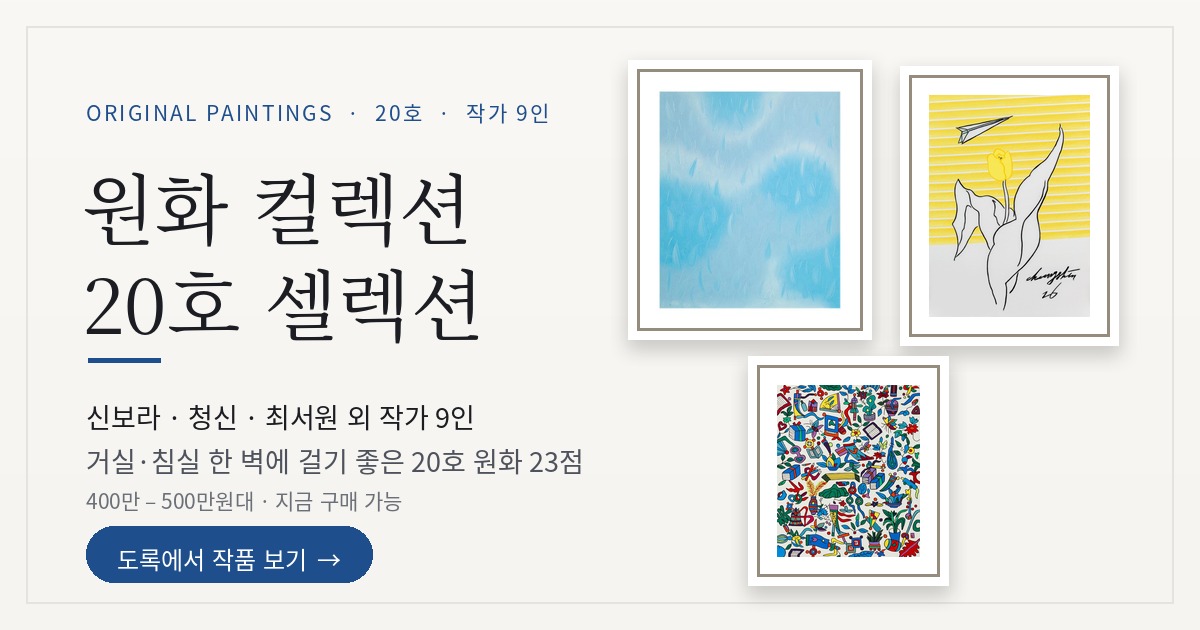 ORIGINAL PAINTINGS · 20호 · 작가 9인
원화 컬렉션
20호 셀렉션
신보라 · 청신 · 최서원 외 작가 9인
거실·침실 한 벽에 걸기 좋은 20호 원화 23점
400만 – 500만원대 · 지금 구매 가능
도록에서 작품 보기 →
chungshin
26